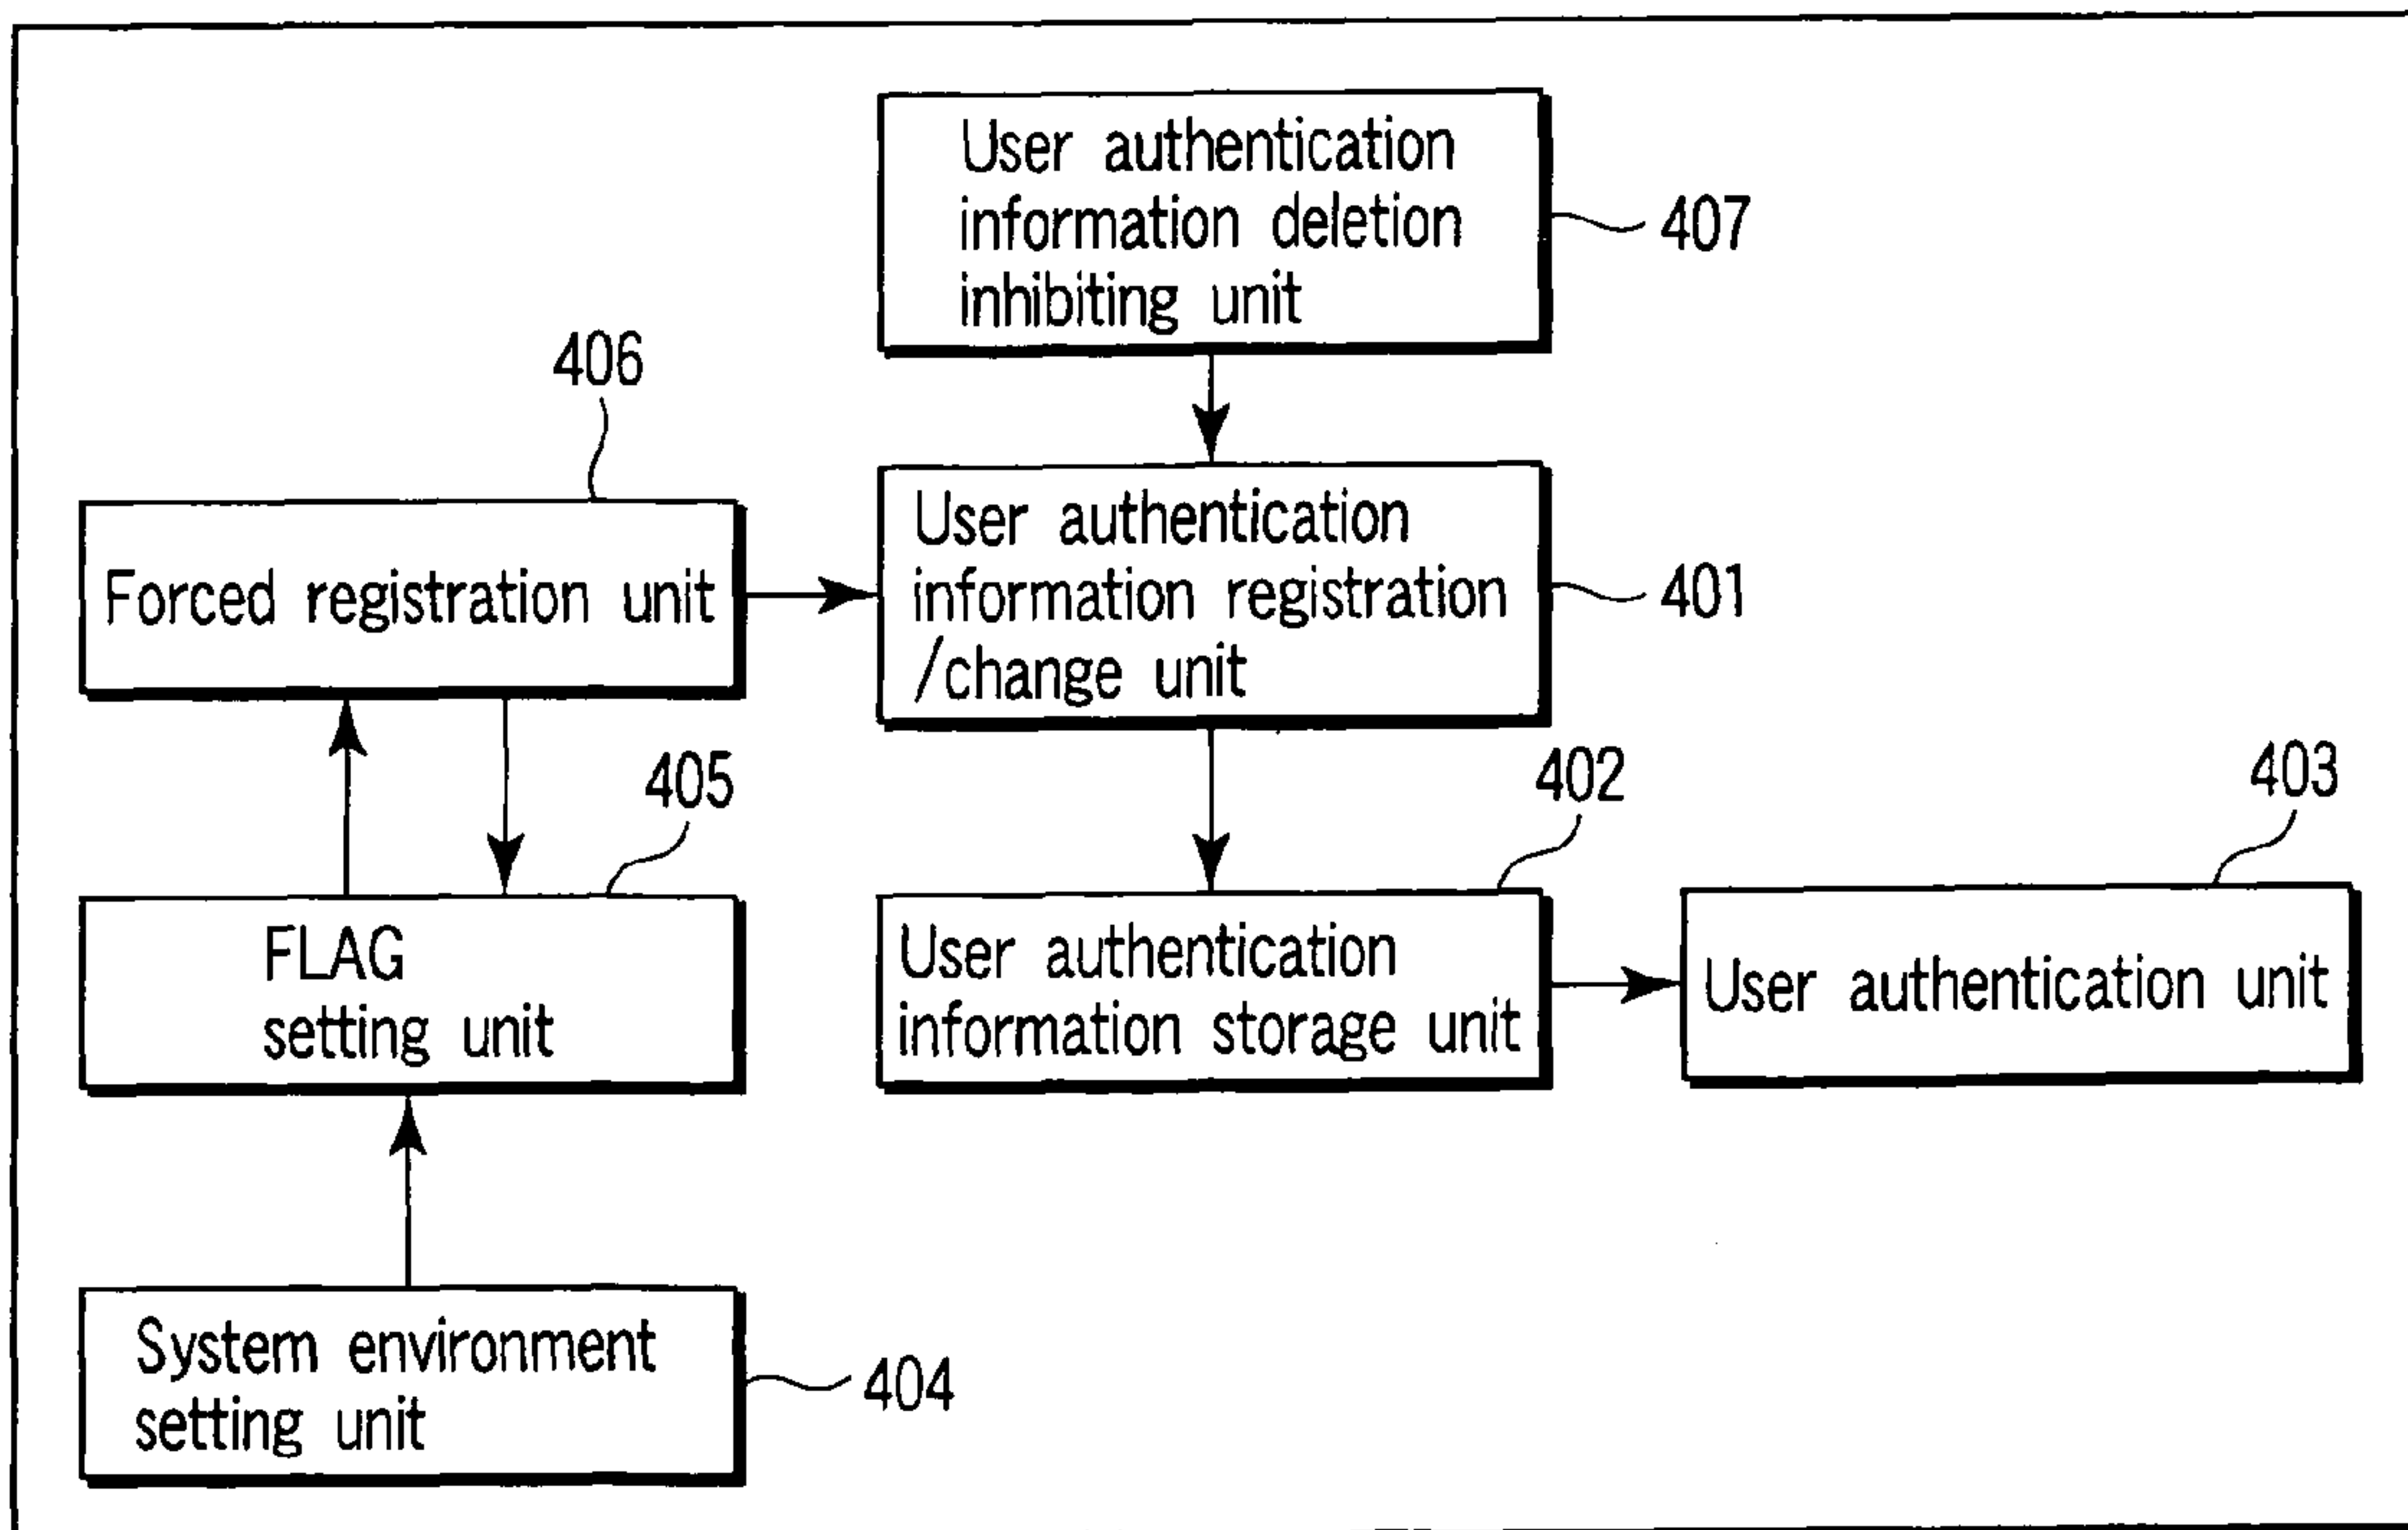 User authentication
information deletion
inhibiting unit
407
406
Forced registration unit
User authentication
information registration
/change unit
401
405
402
403
FLAG
setting unit
User authentication
information storage unit
User authentication unit
System environment
setting unit
404